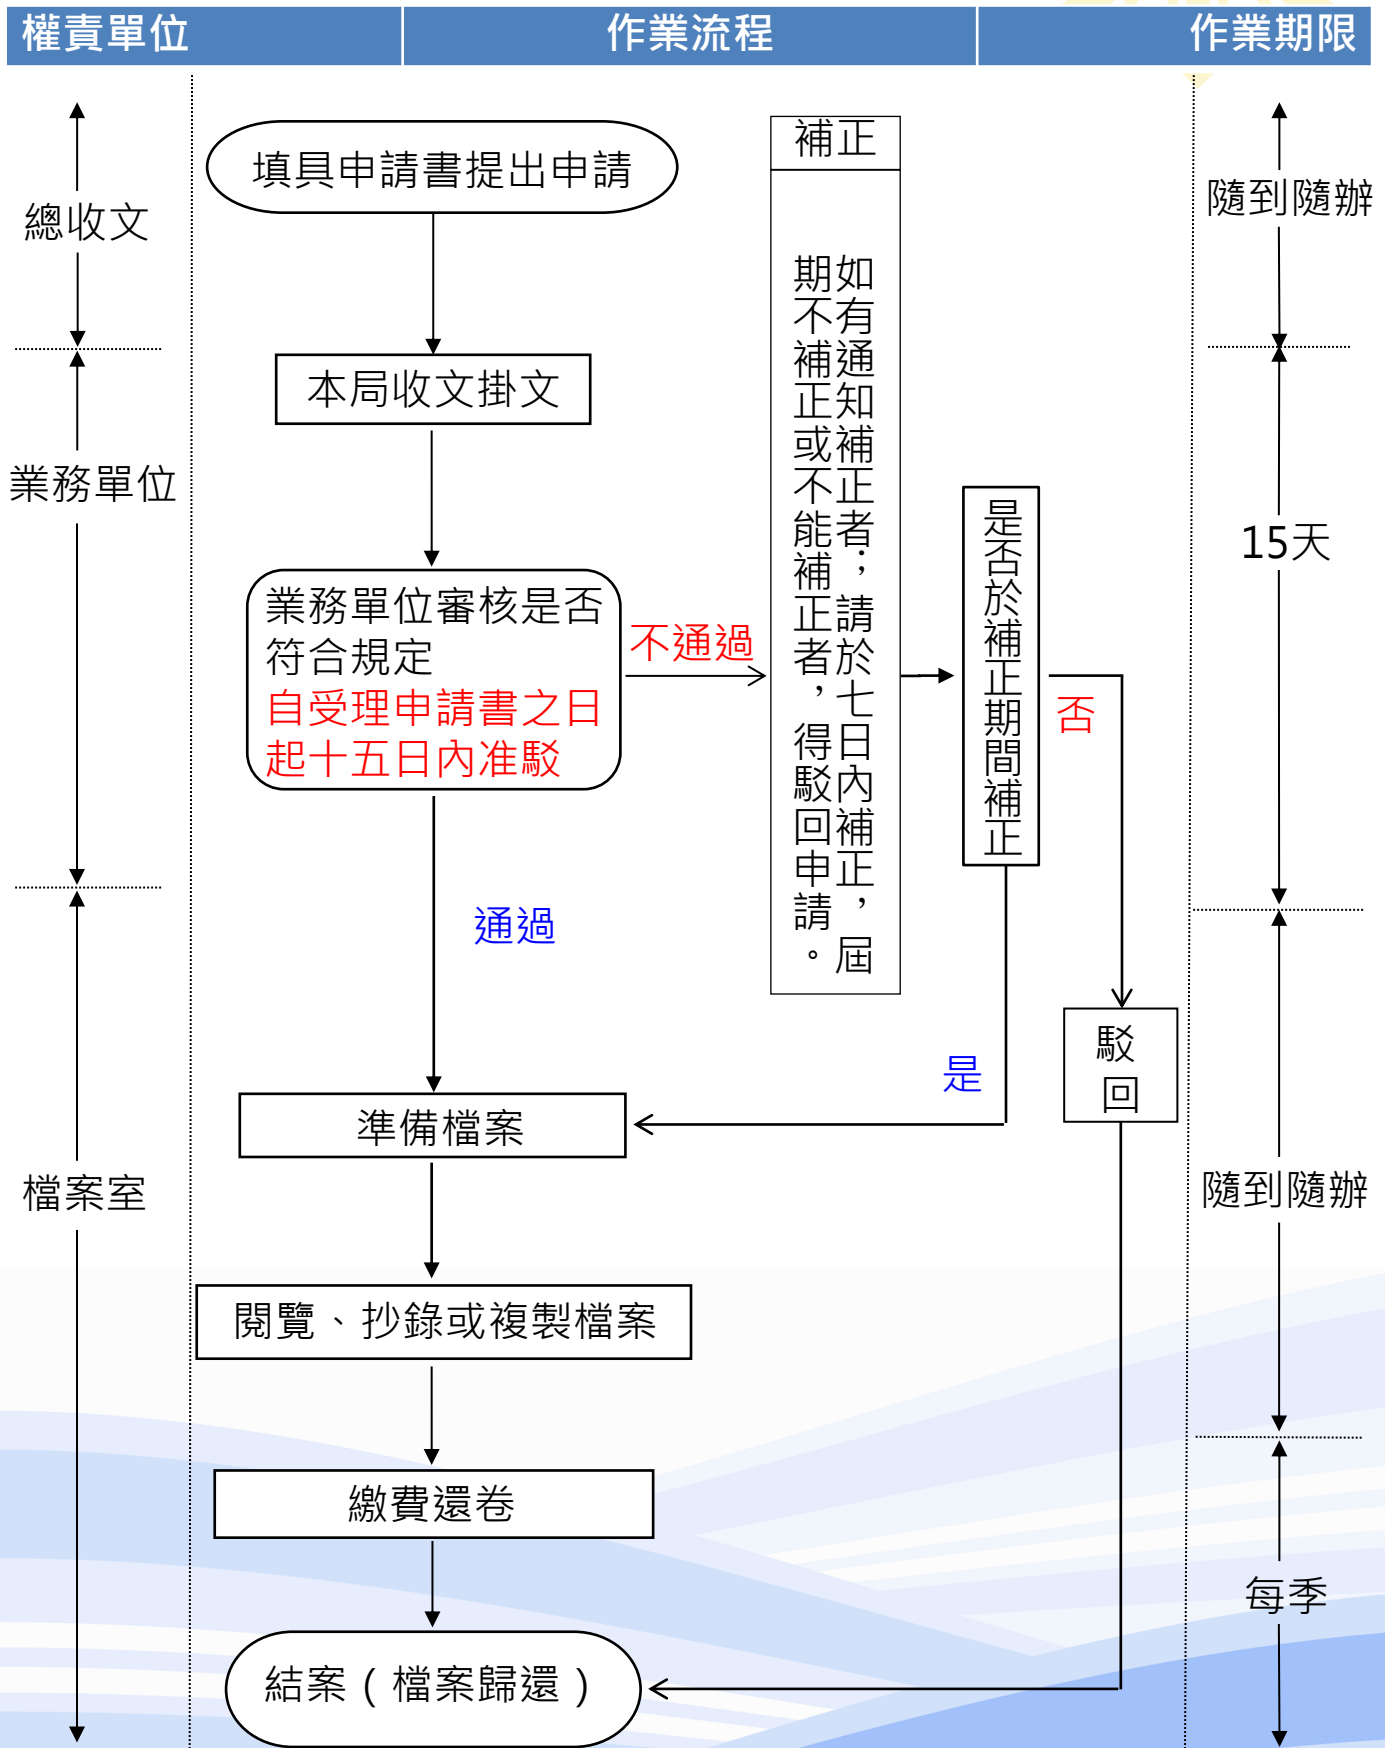 權責單位
作業流程
作業期限
填具申請書提出申請
補正
隨到隨辦
總收文
如有通知補正者；請於七日內補正，屆
期不補正或不能補正者，得駁回申請。
本局收文掛文
業務單位
是否於補正期間補正
15天
業務單位審核是否
符合規定
自受理申請書之日
起十五日內准駁
不通過
否
通過
駁
回
是
準備檔案
檔案室
隨到隨辦
閱覽、抄錄或複製檔案
繳費還卷
每季
結案(檔案歸還)